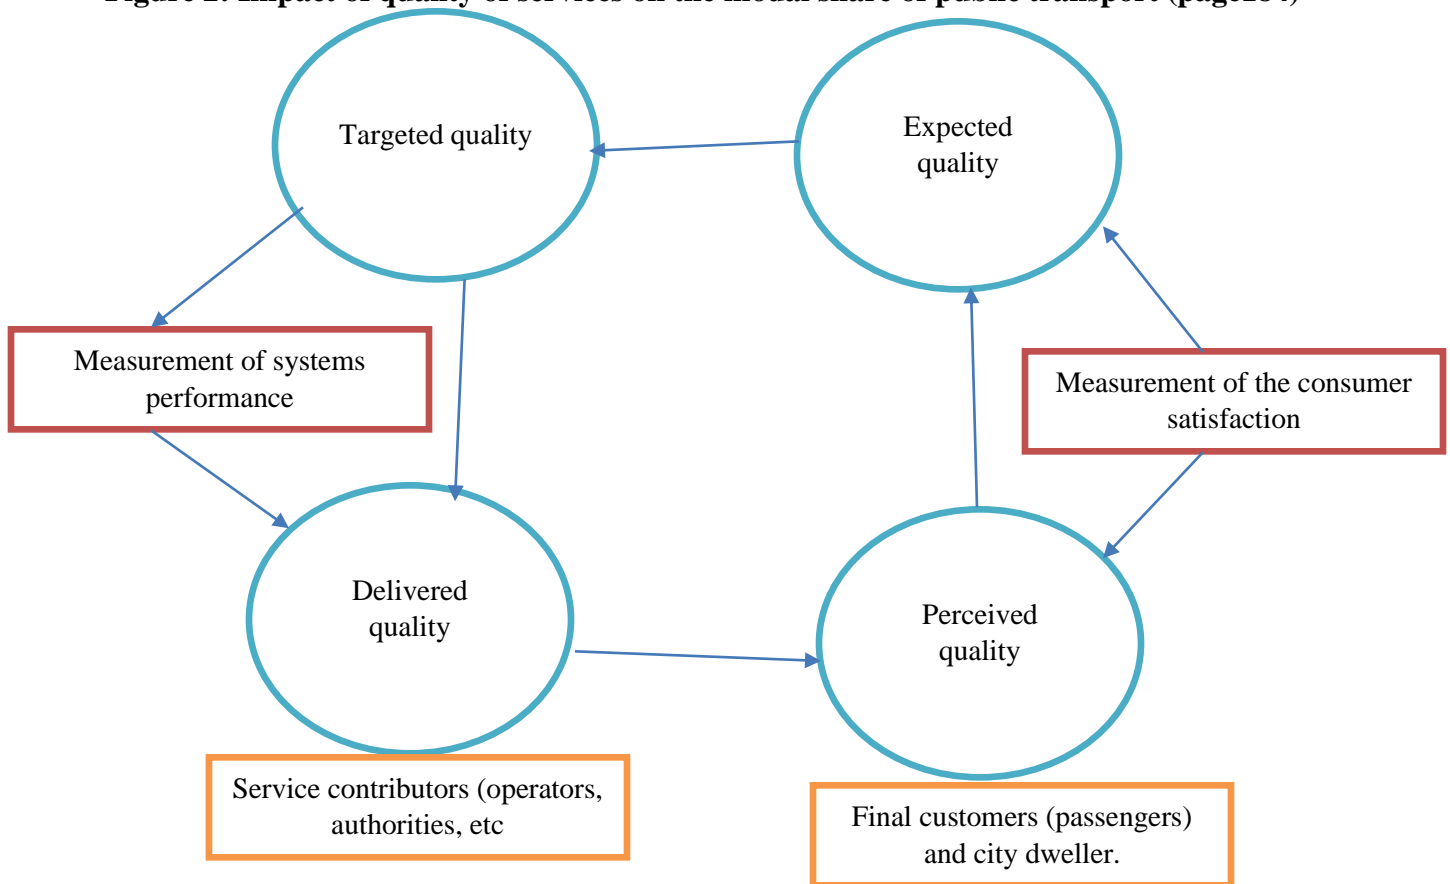 Targeted quality
Expected
quality
Measurement of systems
performance
Measurement of the consumer
satisfaction
Delivered
quality
Perceived
quality
Service contributors (operators,
authorities, etc
Final customers (passengers)
and city dweller.